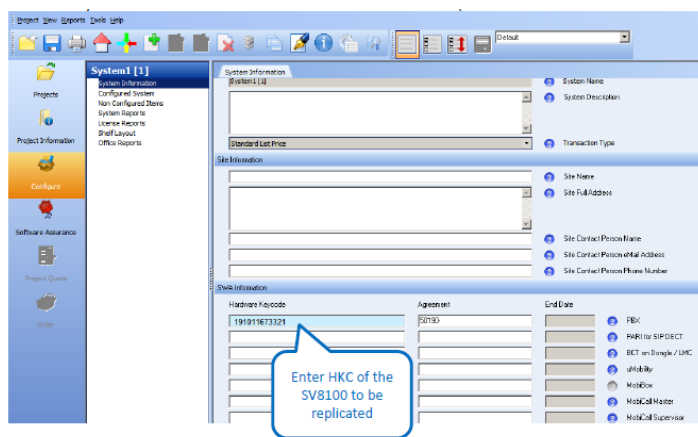 Project View Reports Tools Help
Default
Projects
Project Information
Configure
Software Assurance
Project Quote
Order
System1 [1]
System Information
Configured System
Non Configured Items
System Reports
License Reports
Shelf Layout
Office Reports
System Information
System1 [1]
System Name
System Description
Standard List Price
Transaction Type
Site Information
Site Name
Site Full Address
Site Contact Person Name
Site Contact Person eMail Address
Site Contact Person Phone Number
SWA Information
Hardware Keycode
Agreement
End Date
191011673321
50190-
PBX
PARI for SIP DECT
BCT on Dongle / LMC
uMobility
MobiBox
MobiCall Master
MobiCall Supervisor
Enter HKC of the
SV8100 to be
replicated